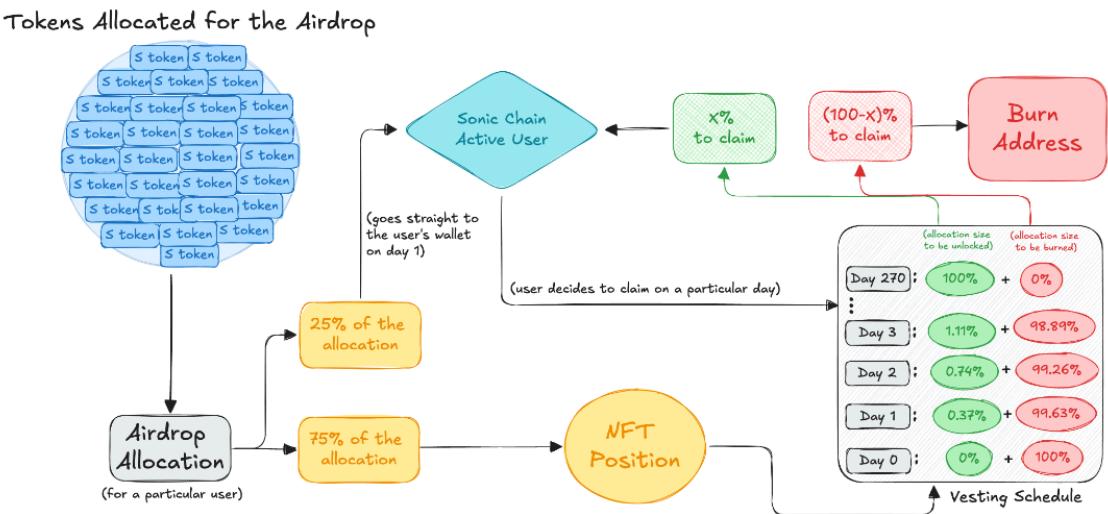 Tokens Allocated for the Airdrop
S token S token
S token S token S token
S token S token S token S token
S token S token S token S token
S token S token S token S token
S token S token S token S token
S token S tok S token token
S token S token S token
S token
Sonic Chain
Active User
X%
to claim
(100-X)%
to claim
Burn
Address
(goes straight to
the user's wallet
on day 1)
(user decides to claim on a particular day)
25% of the
allocation
Airdrop
Allocation
(for a particular user)
75% of the
allocation
NFT
Position
(allocation size
to be unlocked)
(allocation size
to be burned)
Day 270 : 100% + 0%
Day 3 : 1.11% + 98.89%
Day 2 : 0.74% + 99.26%
Day 1 : 0.37% + 99.63%
Day 0 : 0% + 100%
Vesting Schedule